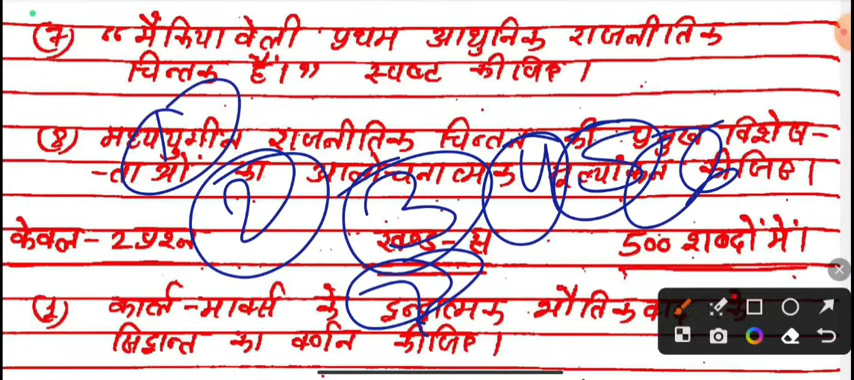 (7) "मैकियावेली प्रथम आधुनिक राजनीतिक
चिन्तक हैं।" स्पष्ट कीजिए।
(8) मध्ययुगीन राजनीतिक चिन्तन की प्रमुख विशेष-
-ताओं का आलोचनात्मक मूल्यांकन कीजिए।
केवल-2प्रश्न खण्ड-स 500 शब्दों में।
(1) कार्ल-मार्क्स के द्वन्द्वात्मक भौतिकवाद के
सिद्धान्त का वर्णन कीजिए।